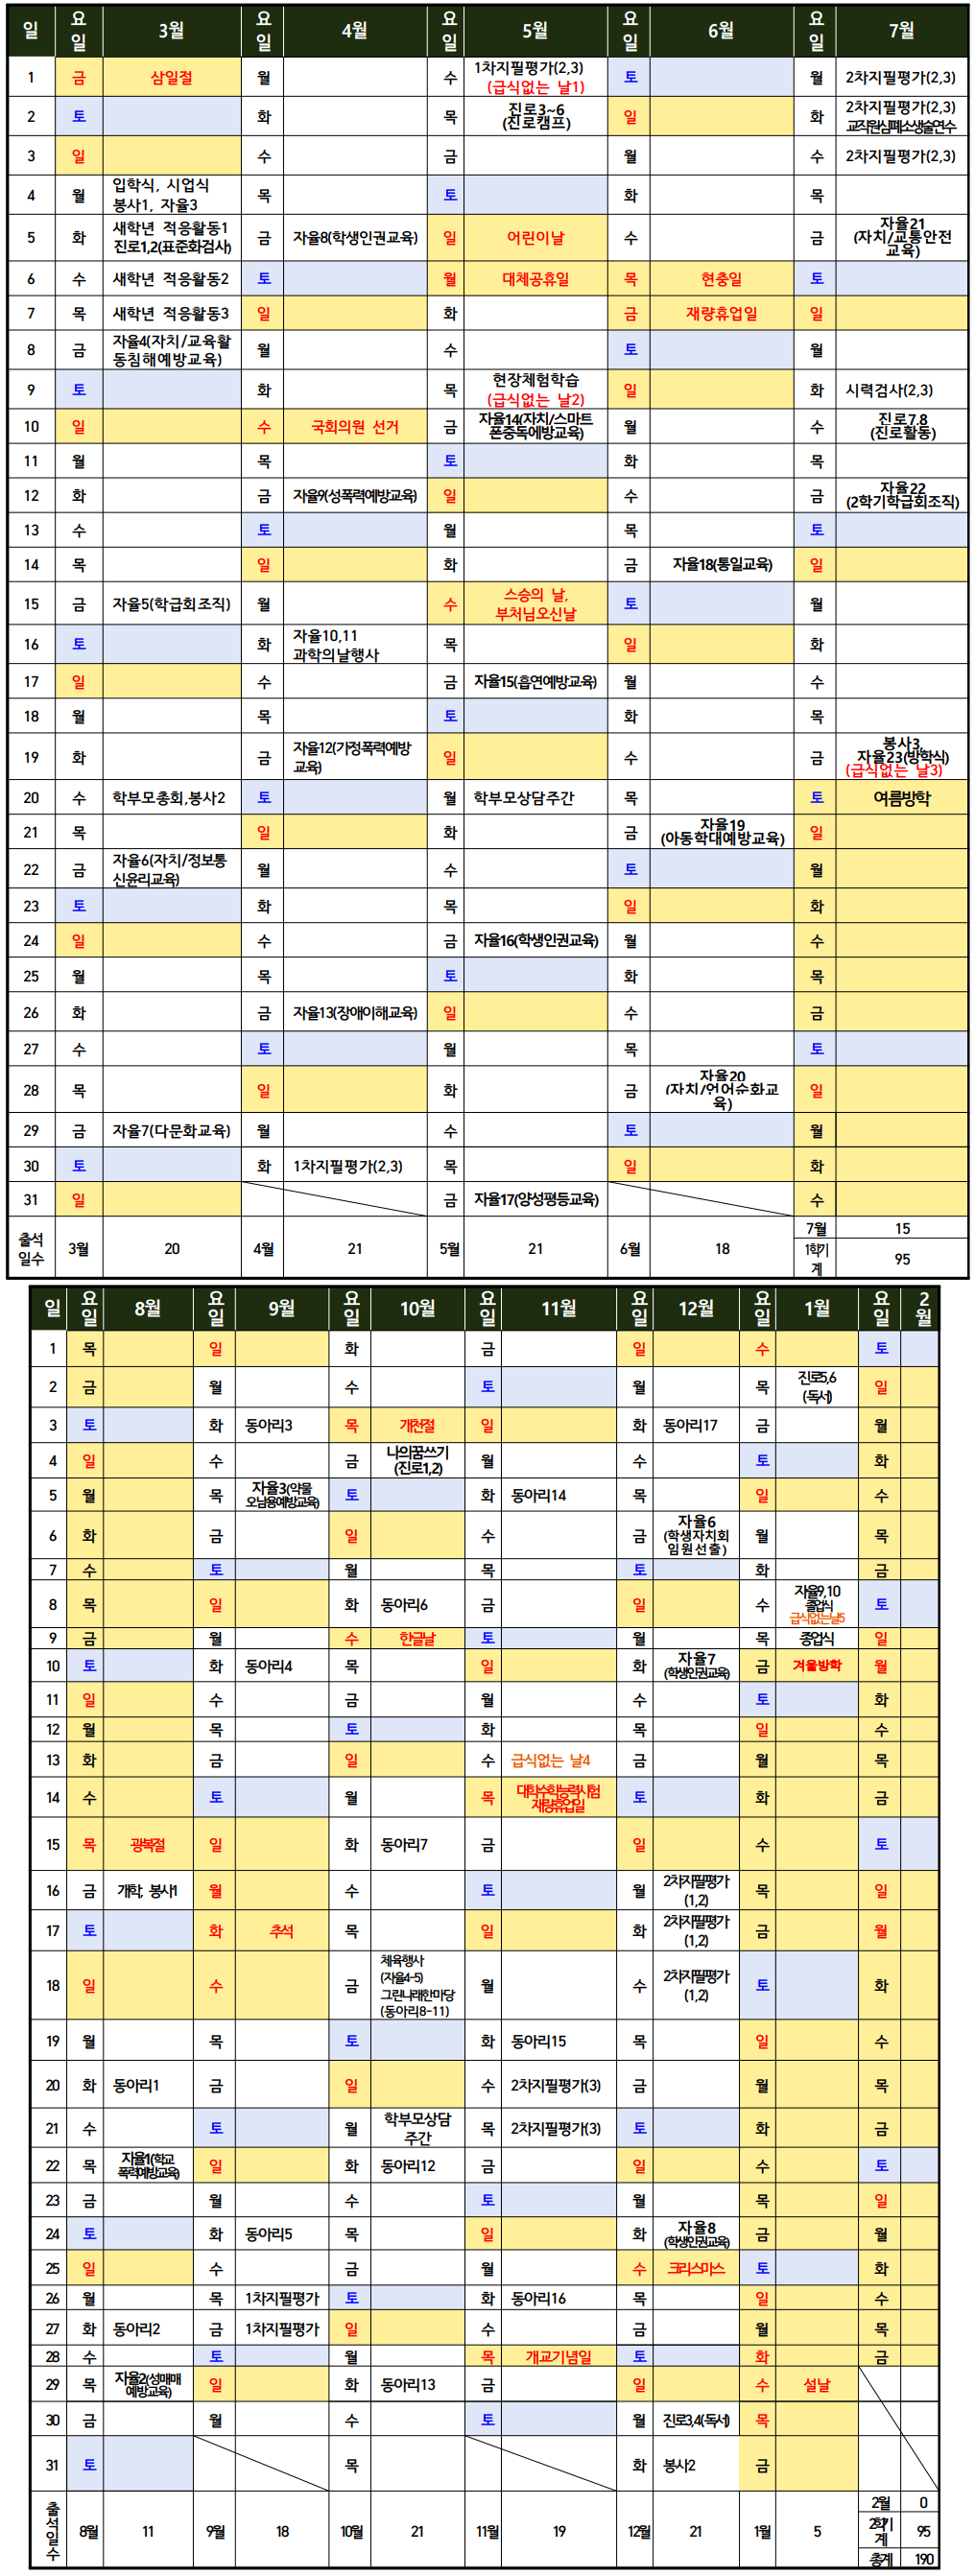 일 요일 3월 요일 4월 요일 5월 요일 6월 요일 7월
1 금 삼일절 월 수 1차지필평가(2,3) (급식없는 날1) 토 월 2차지필평가(2,3)
2 토 화 목 진로3~6 (진로캠프) 일 화 2차지필평가(2,3) 교직원심폐소생술연수
3 일 수 금 월 수 2차지필평가(2,3)
4 월 입학식, 시업식 봉사1, 자율3 목 토 화 목
5 화 새학년 적응활동1 진로1,2(표준화검사) 금 자율8(학생인권교육) 일 어린이날 수 금 자율21 (자치/교통안전교육)
6 수 새학년 적응활동2 토 월 대체공휴일 목 현충일 토
7 목 새학년 적응활동3 일 화 금 재량휴업일 일
8 금 자율4(자치/교육활동침해예방교육) 월 수 토 월
9 토 화 목 현장체험학습 (급식없는 날2) 일 화 시력검사(2,3)
10 일 수 국회의원 선거 금 자율14(자치/스마트폰중독에방교육) 월 수 진로7,8 (진로활동)
11 월 목 토 화 목
12 화 금 자율9(성폭력예방교육) 일 수 금 자율22 (2학기학급회조직)
13 수 토 월 목 토
14 목 일 화 금 자율18(통일교육) 일
15 금 자율5(학급회조직) 월 수 스승의 날, 부처님오신날 토 월
16 토 화 자율10,11 과학의날행사 목 일 화
17 일 수 금 자율15(흡연예방교육) 월 수
18 월 목 토 화 목
19 화 금 자율12(가정폭력예방교육) 일 수 금 봉사3, 자율23(방학식) (급식없는 날3)
20 수 학부모총회,봉사2 토 월 학부모상담주간 목 토 여름방학
21 목 일 화 금 자율19 (아동학대예방교육) 일
22 금 자율6(자치/정보통신윤리교육) 월 수 토 월
23 토 화 목 일 화
24 일 수 금 자율16(학생인권교육) 월 수
25 월 목 토 화 목
26 화 금 자율13(장애이해교육) 일 수 금
27 수 토 월 목 토
28 목 일 화 금 자율20 (자치/언어순화교육) 일
29 금 자율7(다문화교육) 월 수 토 월
30 토 화 1차지필평가(2,3) 목 일 화
31 일 금 자율17(양성평등교육) 수
출석일수 3월 20 4월 21 5월 21 6월 18 7월 15
1학기계 95
일 요일 8월 요일 9월 요일 10월 요일 11월 요일 12월 요일 1월 요일 2월
1 목 일 화 금 일 수 토
2 금 월 수 토 월 목 진로5,6 (독서) 일
3 토 화 동아리3 목 개천절 일 화 동아리17 금 월
4 일 수 금 나의꿈쓰기 (진로1,2) 월 수 토 화
5 월 목 자율3(약물오남용예방교육) 토 화 동아리14 목 일 수
6 화 금 일 수 금 자율6 (학생자치회임원선출) 월 목
7 수 토 월 목 토 화 금
8 목 일 화 동아리6 금 일 수 자율9,10 졸업식 급식없는날5 토
9 금 월 수 한글날 토 월 목 종업식 일
10 토 화 동아리4 목 일 화 자율7 (학생인권교육) 금 겨울방학 월
11 일 수 금 월 수 토 화
12 월 목 토 화 목 일 수
13 화 금 일 수 급식없는 날4 금 월 목
14 수 토 월 목 대학수학능력시험 재량휴업일 토 화 금
15 목 광복절 일 화 동아리7 금 일 수 토
16 금 개학, 봉사1 월 수 토 월 2차지필평가 (1,2) 목 일
17 토 화 추석 목 일 화 2차지필평가 (1,2) 금 월
18 일 수 금 체육행사 (자율4-5) 그린나래한마당 (동아리8-11) 월 수 2차지필평가 (1,2) 토 화
19 월 목 토 화 동아리15 목 일 수
20 화 동아리1 금 일 수 2차지필평가(3) 금 월 목
21 수 토 월 학부모상담주간 목 2차지필평가(3) 토 화 금
22 목 자율1(학교폭력예방교육) 일 화 동아리12 금 일 수 토
23 금 월 수 토 월 목 일
24 토 화 동아리5 목 일 화 자율8 (학생인권교육) 금 월
25 일 수 금 월 수 크리스마스 토 화
26 월 목 1차지필평가 토 화 동아리16 목 일 수
27 화 동아리2 금 1차지필평가 일 수 금 월 목
28 수 토 월 목 개교기념일 토 화 금
29 목 자율2(성매매예방교육) 일 화 동아리13 금 일 수 설날
30 금 월 수 토 월 진로3,4(독서) 목
31 토 목 화 봉사2 금
출석일수 8월 11 9월 18 10월 21 11월 19 12월 21 1월 5 2월 0
2학기계 95
총계 190